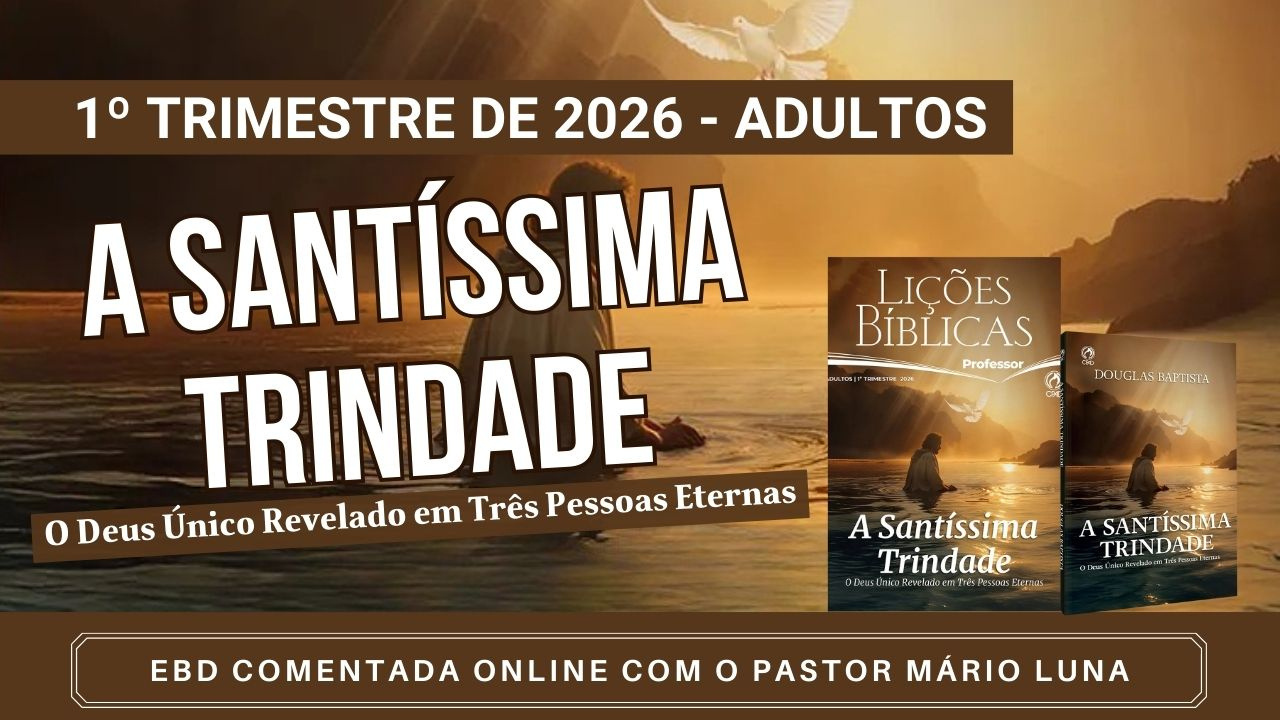 1º TRIMESTRE DE 2026 - ADULTOS
A SANTÍSSIMA
TRINDADE
O Deus Único Revelado em Três Pessoas Eternas
LIÇÕES
BÍBLICAS
Professor
ADULTOS | 1º TRIMESTRE 2026
CPAD
A Santíssima
Trindade
O Deus Único Revelado em Três Pessoas Eternas
CPAD
DOUGLAS BAPTISTA
A SANTÍSSIMA
TRINDADE
O Deus Único Revelado em Três Pessoas Eternas
EBD COMENTADA ONLINE COM O PASTOR MÁRIO LUNA